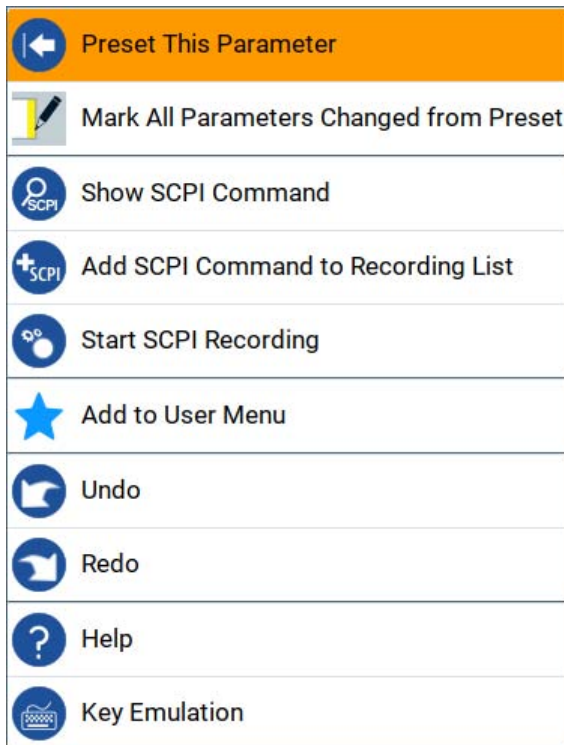 Preset This Parameter
Mark All Parameters Changed from Preset
SCPI
Show SCPI Command
+SCPI
Add SCPI Command to Recording List
Start SCPI Recording
Add to User Menu
Undo
Redo
?
Help
Key Emulation